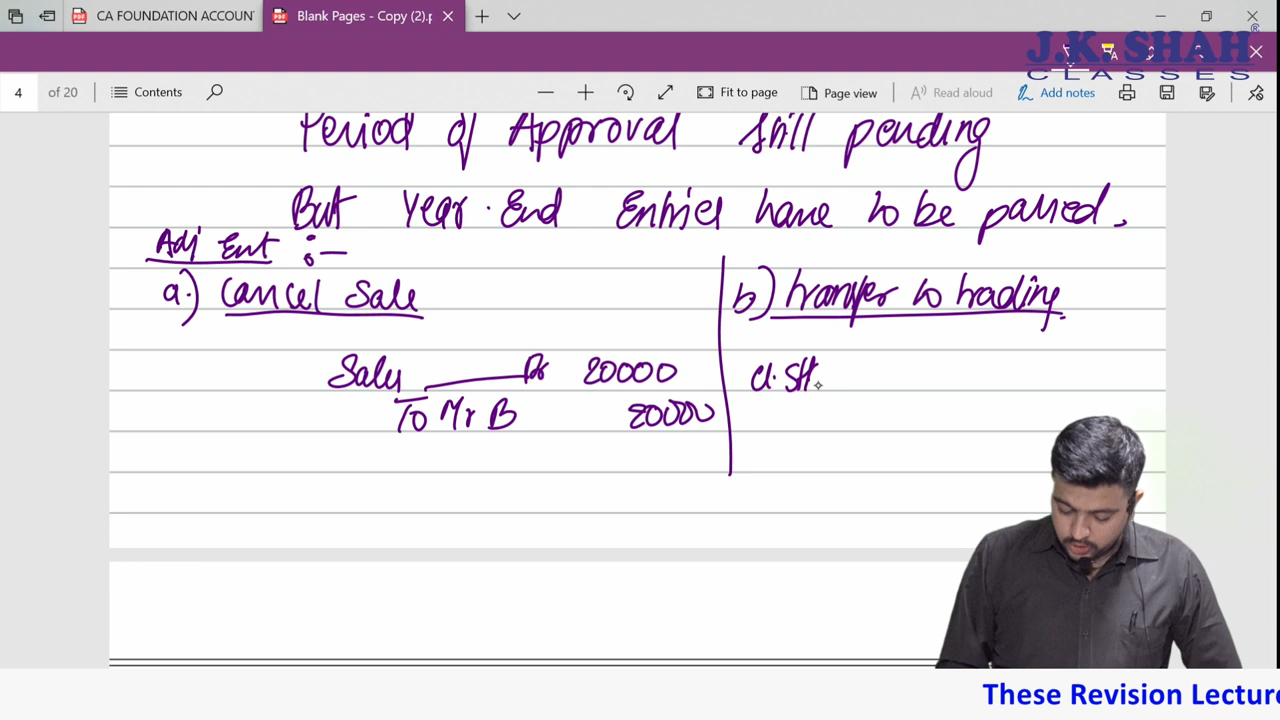 CA FOUNDATION ACCOUN
Blank Pages - Copy (2).p
J.K. SHAH ®
CLASSES
4 of 20
Contents
Fit to page
Page view
Read aloud
Add notes
Period of Approval still pending
But Year-End Entries have to be passed.
Adj Ent :-
a.) Cancel Sale
b) transfer to trading.
Sales Dr 20000
To Mr B 20000
Cl. St.
These Revision Lecture